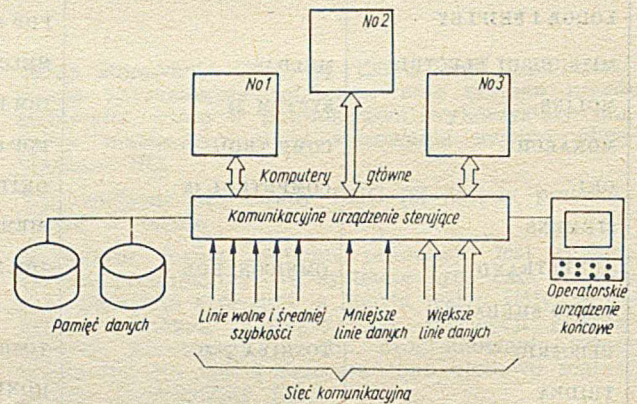 No2
No1
No3
Komputery główne
Komunikacyjne urządzenie sterujące
Pamięć danych
Linie wolne i średniej
szybkości
Mniejsze
linie danych
Większe
linie danych
Operatorskie
urządzenie
końcowe
Sieć komunikacyjna